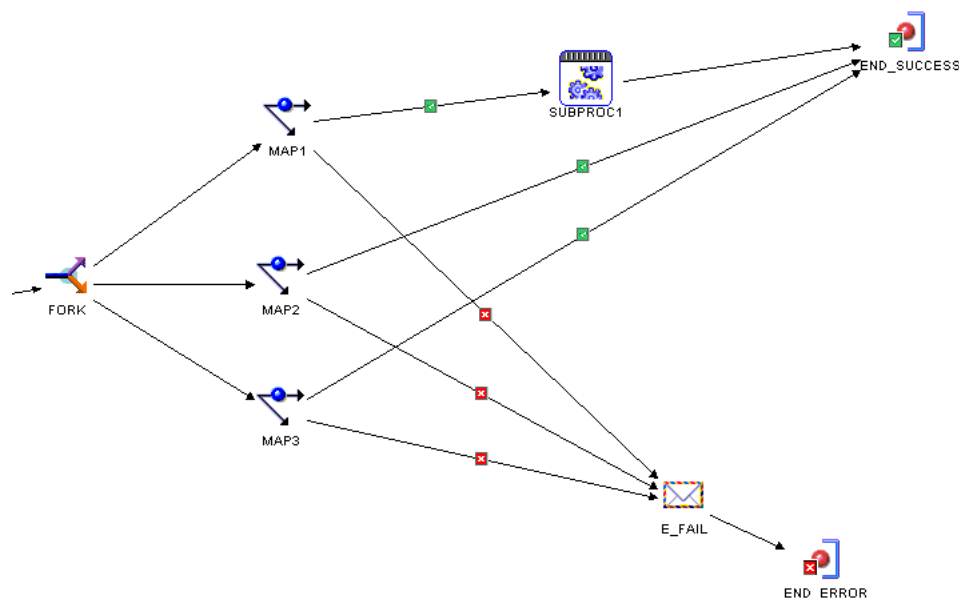 END_SUCCESS
SUBPROC1
MAP1
FORK
MAP2
MAP3
E_FAIL
END_ERROR